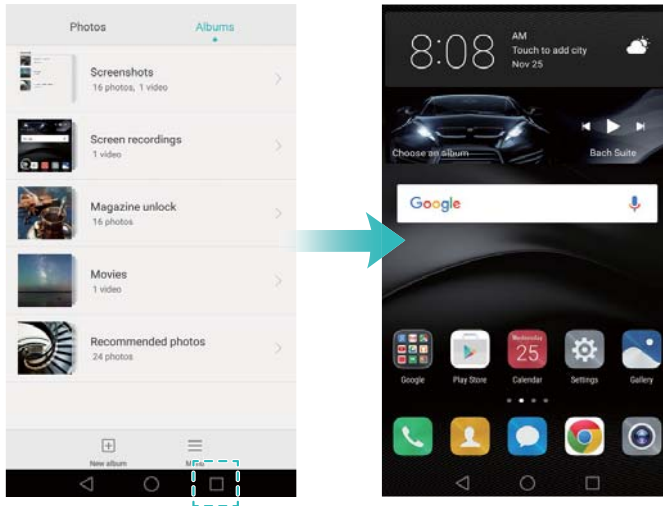 Photos
Albums
Screenshots
16 photos, 1 video
Screen recordings
1 video
Magazine unlock
16 photos
Movies
1 video
Recommended photos
24 photos
New album
8:08
AM
Touch to add city
Nov 25
Choose an album
Bach Suite
Google
Wednesday
25
Google
Play Store
Calendar
Settings
Gallery